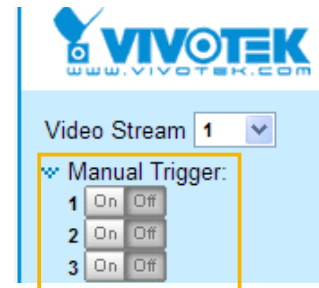 VIVOTEK
www.vivotek.com
Video Stream 1
Manual Trigger:
1 On Off
2 On Off
3 On Off